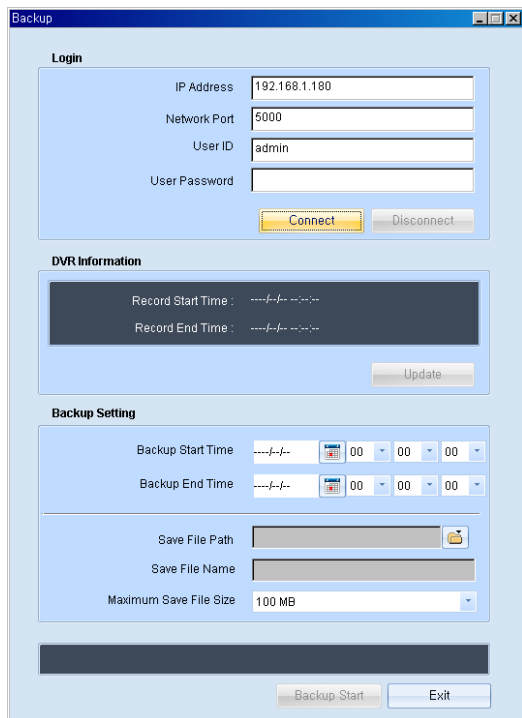 Backup
Login
IP Address 192.168.1.180
Network Port 5000
User ID admin
User Password
Connect Disconnect
DVR Information
Record Start Time : ----/--/-- --:--:--
Record End Time : ----/--/-- --:--:--
Update
Backup Setting
Backup Start Time ----/--/-- 00 00 00
Backup End Time ----/--/-- 00 00 00
Save File Path
Save File Name
Maximum Save File Size 100 MB
Backup Start Exit